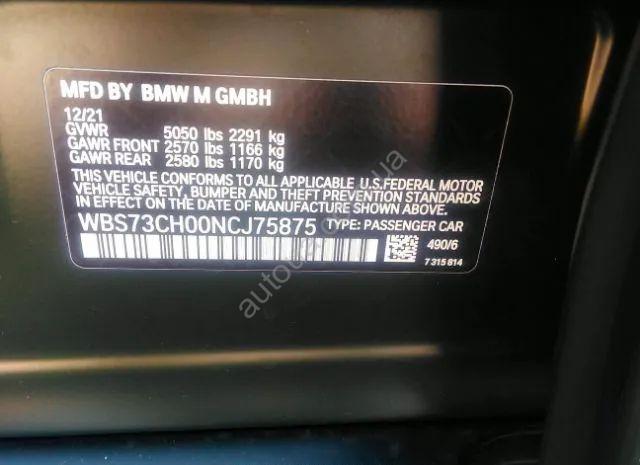 MFD BY BMW M GMBH
12/21
GVWR 5050 lbs 2291 kg
GAWR FRONT 2570 lbs 1166 kg
GAWR REAR 2580 lbs 1170 kg
THIS VEHICLE CONFORMS TO ALL APPLICABLE U.S.FEDERAL MOTOR
VEHICLE SAFETY, BUMPER AND THEFT PREVENTION STANDARDS
IN EFFECT ON THE DATE OF MANUFACTURE SHOWN ABOVE.
WBS73CH00NCJ75875 TYPE: PASSENGER CAR
490/6
7 315 814